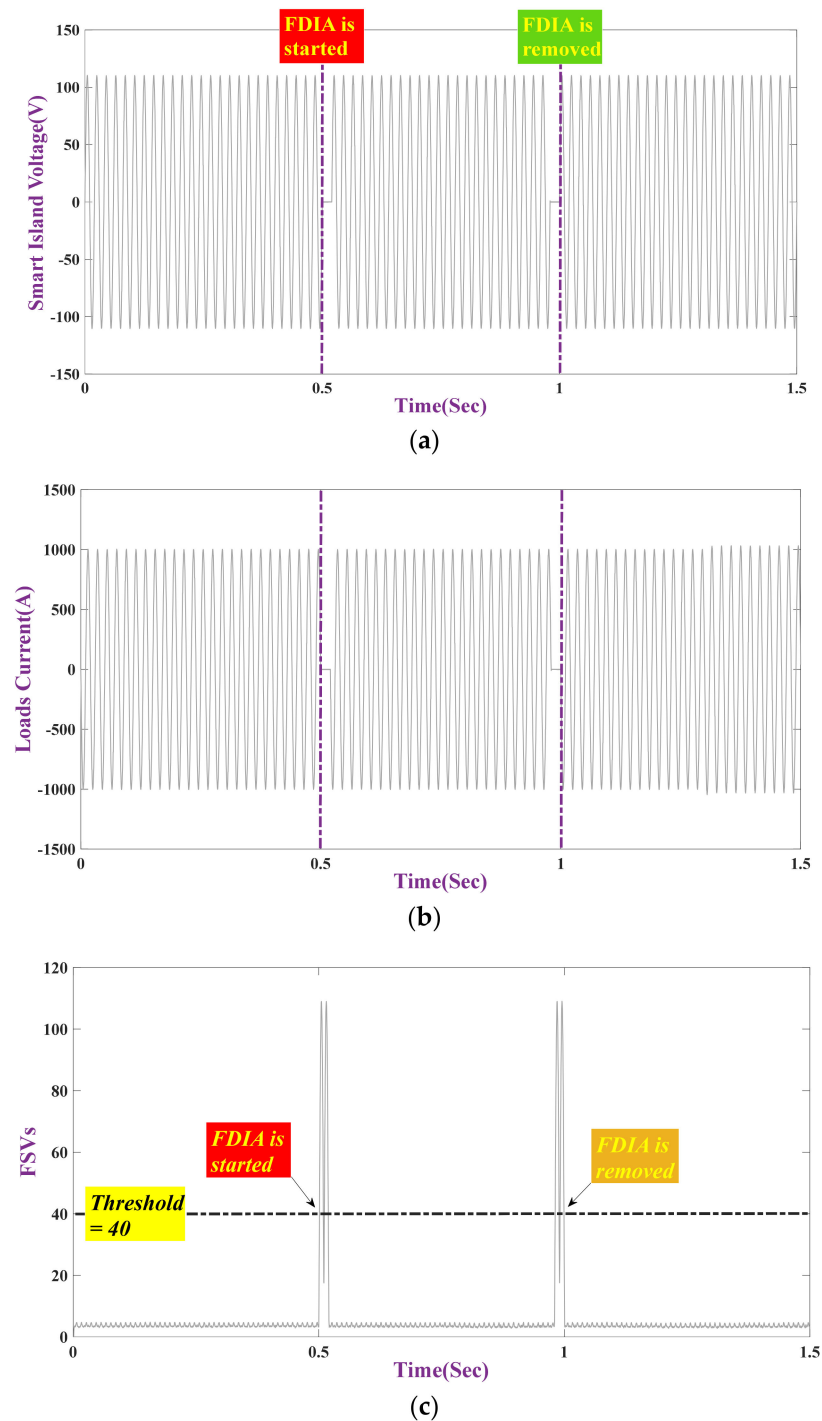 FDIA is
started
FDIA is
removed
150
100
50
0
-50
-100
-150
Smart Island Voltage(V)
0
0.5
1
1.5
Time(Sec)
(a)
1500
1000
500
0
-500
-1000
-1500
Loads Current(A)
0
0.5
1
1.5
Time(Sec)
(b)
120
100
80
60
40
20
0
FSVs
FDIA is
started
FDIA is
removed
Threshold
= 40
0
0.5
1
1.5
Time(Sec)
(c)